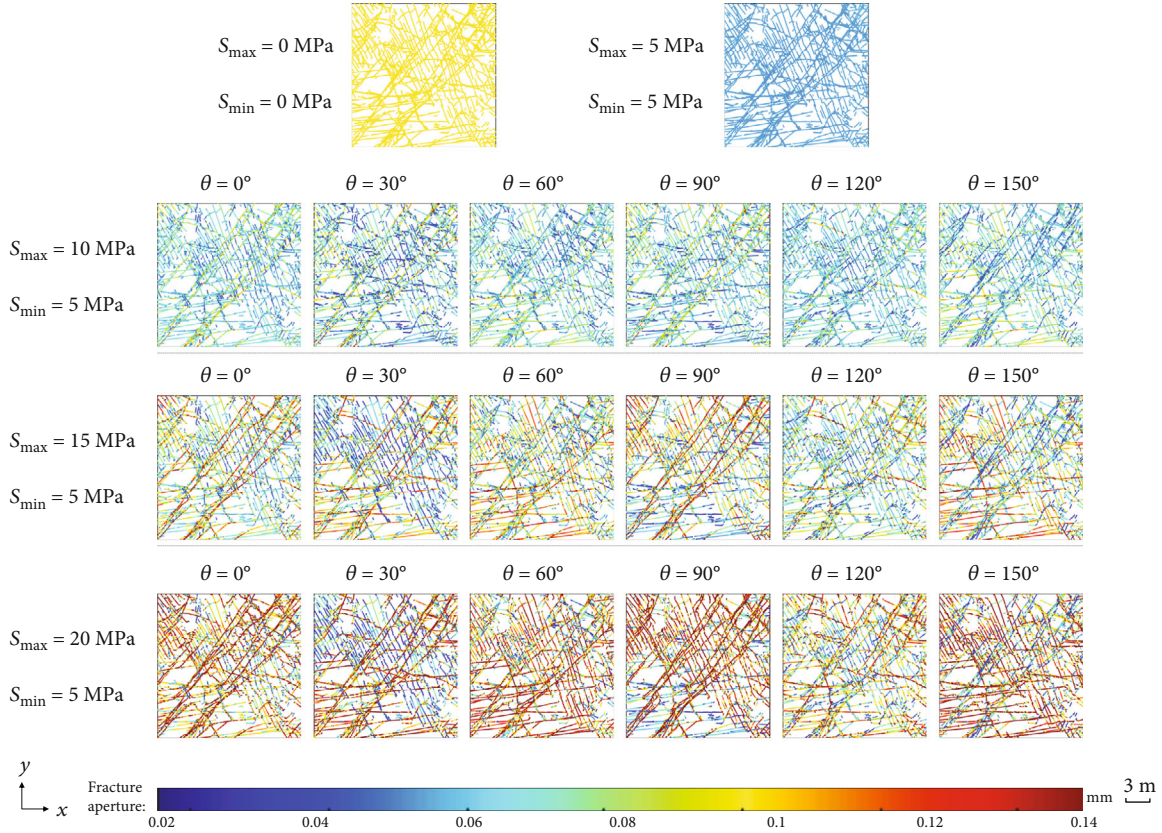 S_max = 0 MPa
S_min = 0 MPa
S_max = 5 MPa
S_min = 5 MPa
θ = 0° θ = 30° θ = 60° θ = 90° θ = 120° θ = 150°
S_max = 10 MPa
S_min = 5 MPa
θ = 0° θ = 30° θ = 60° θ = 90° θ = 120° θ = 150°
S_max = 15 MPa
S_min = 5 MPa
θ = 0° θ = 30° θ = 60° θ = 90° θ = 120° θ = 150°
S_max = 20 MPa
S_min = 5 MPa
y
x
Fracture
aperture:
mm
3 m
0.02 0.04 0.06 0.08 0.1 0.12 0.14